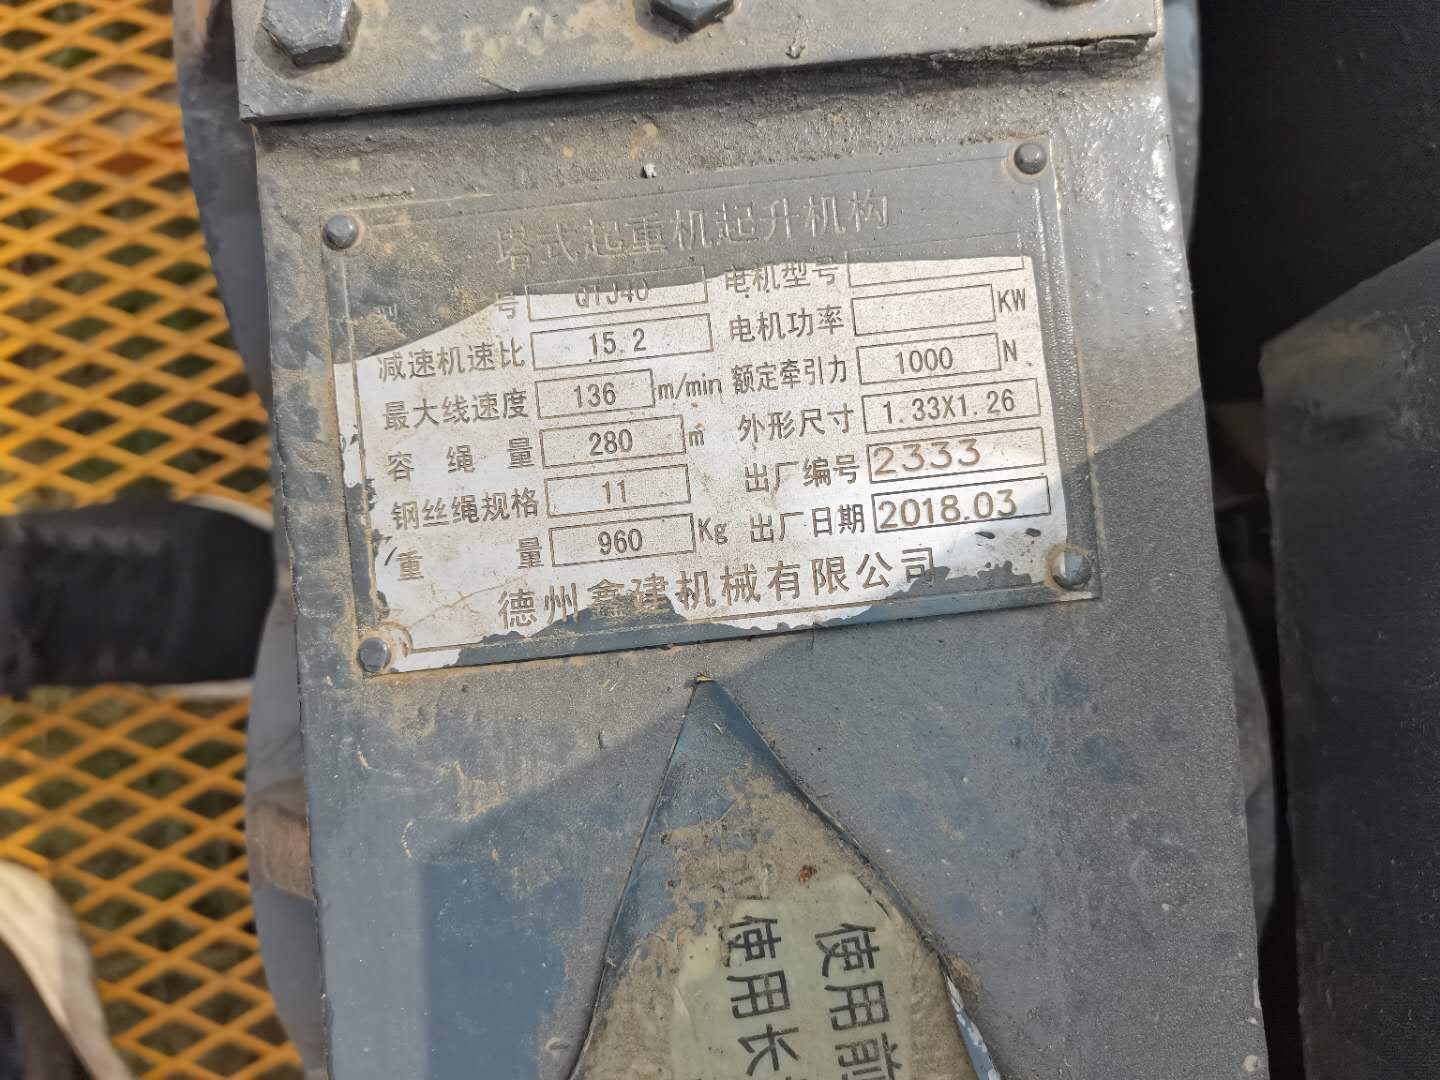 塔式起重机起升机构
号 QTJ40 电机型号
减速机速比 15.2 电机功率 KW
最大线速度 136 m/min 额定牵引力 1000 N
容绳量 280 m 外形尺寸 1.33X1.26
钢丝绳规格 11 出厂编号 2333
重量 960 Kg 出厂日期 2018.03
德州鑫建机械有限公司
使用前
使用长